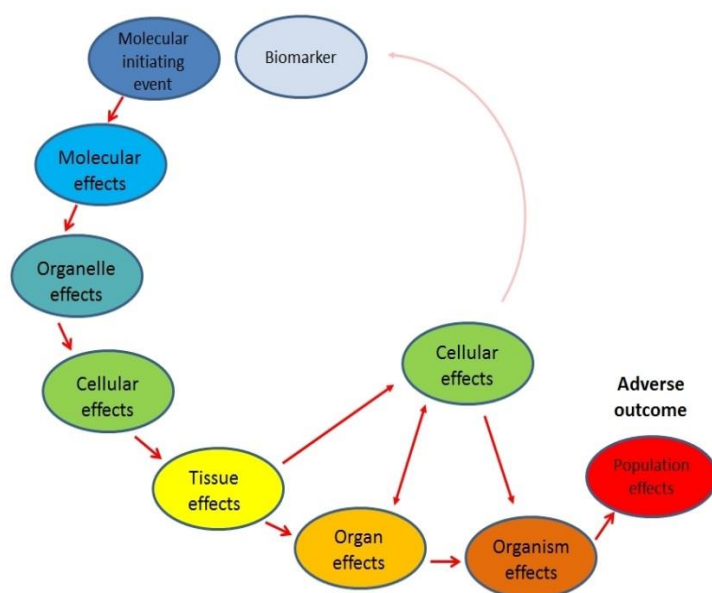 Molecular
initiating
event
Biomarker
Molecular
effects
Organelle
effects
Cellular
effects
Tissue
effects
Organ
effects
Cellular
effects
Organism
effects
Adverse
outcome
Population
effects